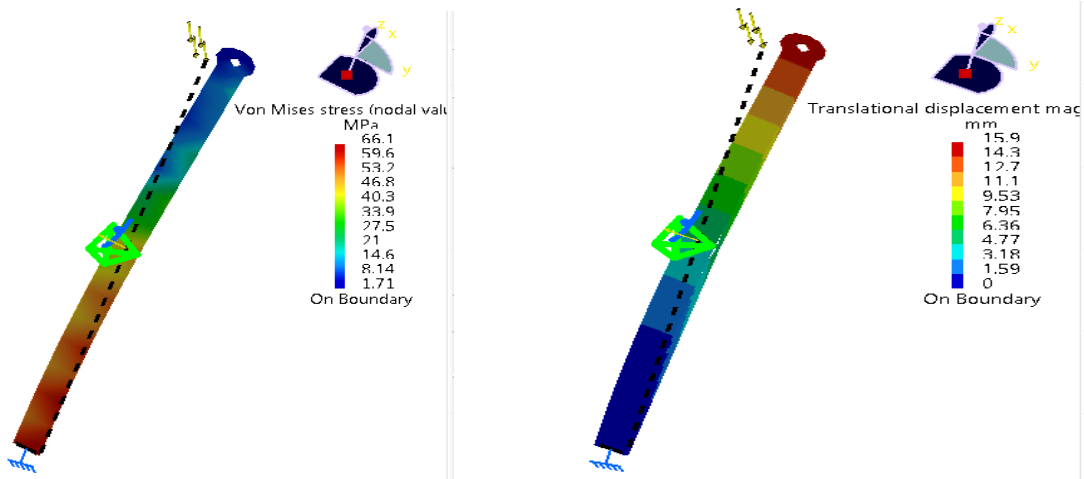 z
x
y
Von Mises stress (nodal valu
MPa
66.1
59.6
53.2
46.8
40.3
33.9
27.5
21
14.6
8.14
1.71
On Boundary
z
x
y
Translational displacement mag
mm
15.9
14.3
12.7
11.1
9.53
7.95
6.36
4.77
3.18
1.59
0
On Boundary